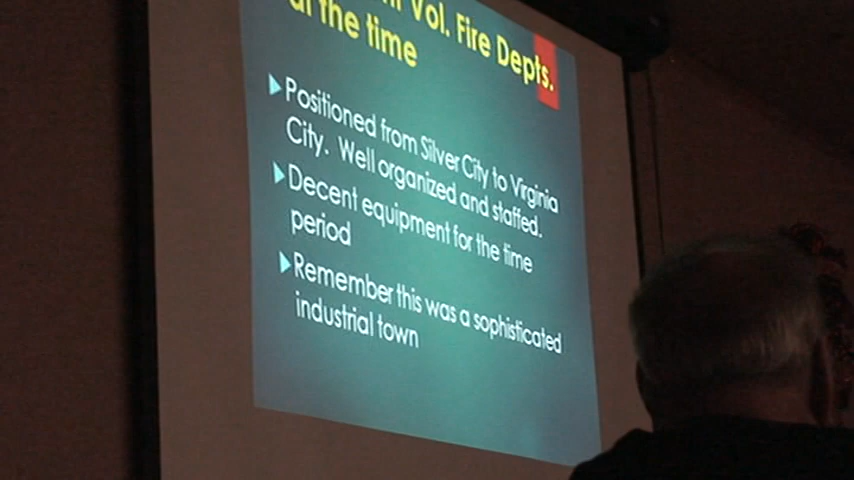 Vol. Fire Depts.
at the time
Positioned from Silver City to Virginia
City. Well organized and staffed.
Decent equipment for the time
period
Remember this was a sophisticated
industrial town